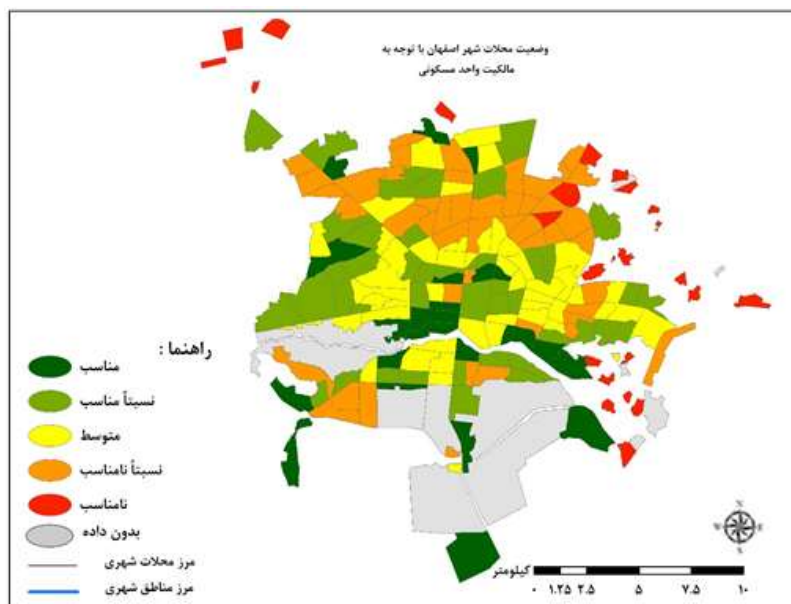 وضعیت محلات شهر اصفهان با توجه به
مالکیت واحد مسکونی
راهنما :
مناسب
نسبتاً مناسب
متوسط
نسبتاً نامناسب
نامناسب
بدون داده
مرز محلات شهری
مرز مناطق شهری
کیلومتر
۰ ۱.۲۵ ۲.۵ ۵ ۷.۵ ۱۰